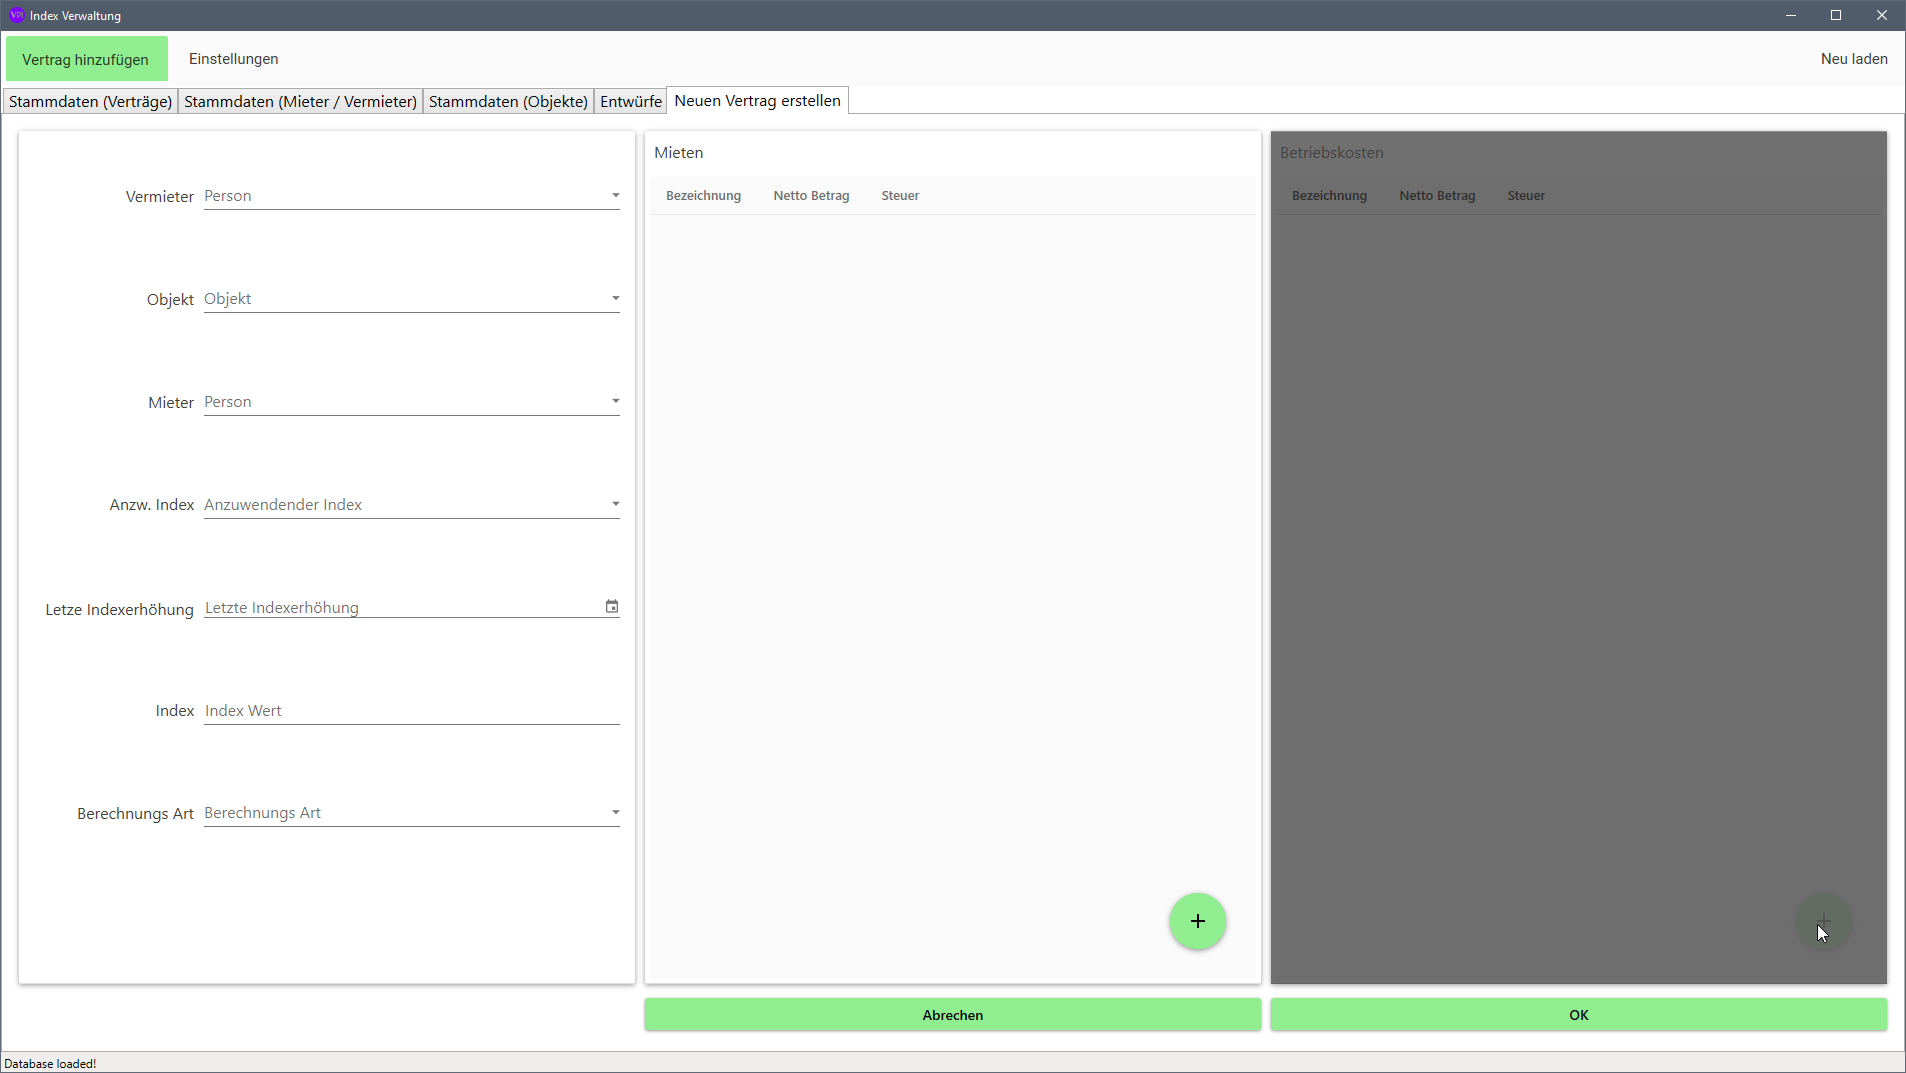 VPI Index Verwaltung
Vertrag hinzufügen Einstellungen Neu laden
Stammdaten (Verträge) Stammdaten (Mieter / Vermieter) Stammdaten (Objekte) Entwürfe Neuen Vertrag erstellen
Vermieter Person
Objekt Objekt
Mieter Person
Anzw. Index Anzuwendender Index
Letze Indexerhöhung Letzte Indexerhöhung
Index Index Wert
Berechnungs Art Berechnungs Art
Mieten
Bezeichnung Netto Betrag Steuer
+
Betriebskosten
Bezeichnung Netto Betrag Steuer
+
Abrechen OK
Database loaded!